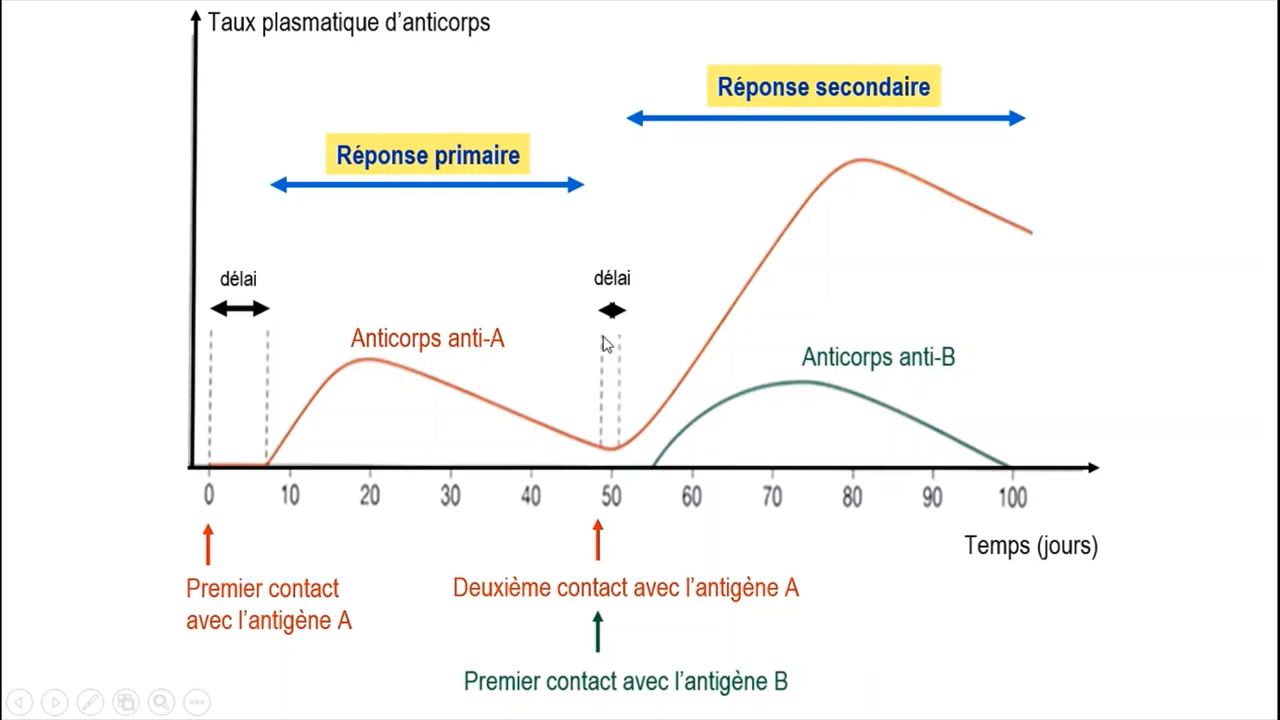 Taux plasmatique d’anticorps
Réponse secondaire
Réponse primaire
délai
délai
Anticorps anti-A
Anticorps anti-B
0 10 20 30 40 50 60 70 80 90 100
Temps (jours)
Premier contact
avec l’antigène A
Deuxième contact avec l’antigène A
Premier contact avec l’antigène B